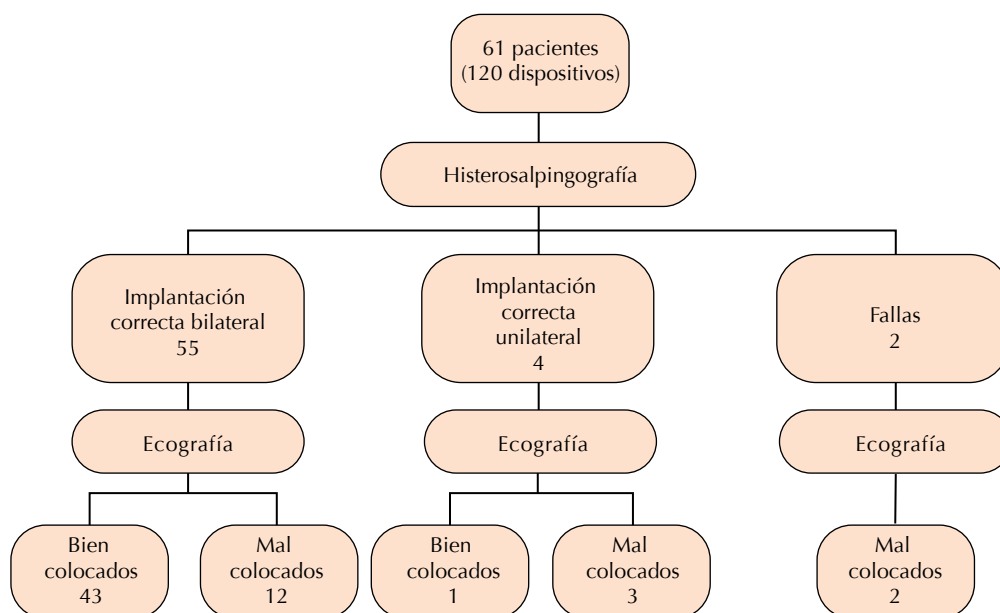 61 pacientes
(120 dispositivos)
Histerosalpingografía
Implantación
correcta bilateral
55
Implantación
correcta
unilateral
4
Fallas
2
Ecografía
Ecografía
Ecografía
Bien
colocados
43
Mal
colocados
12
Bien
colocados
1
Mal
colocados
3
Mal
colocados
2